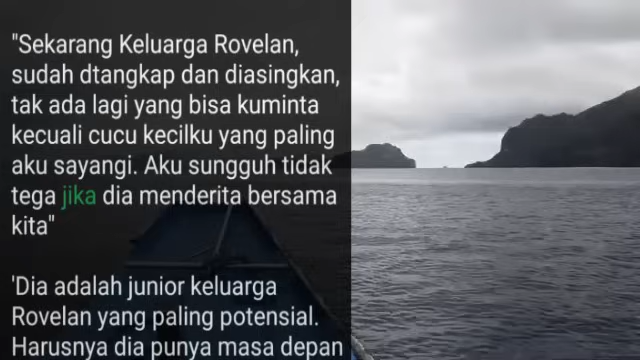 "Sekarang Keluarga Rovelan,
sudah dtangkap dan diasingkan,
tak ada lagi yang bisa kuminta
kecuali cucu kecilku yang paling
aku sayangi. Aku sungguh tidak
tega jika dia menderita bersama
kita"
'Dia adalah junior keluarga
Rovelan yang paling potensial.
Harusnya dia punya masa depan